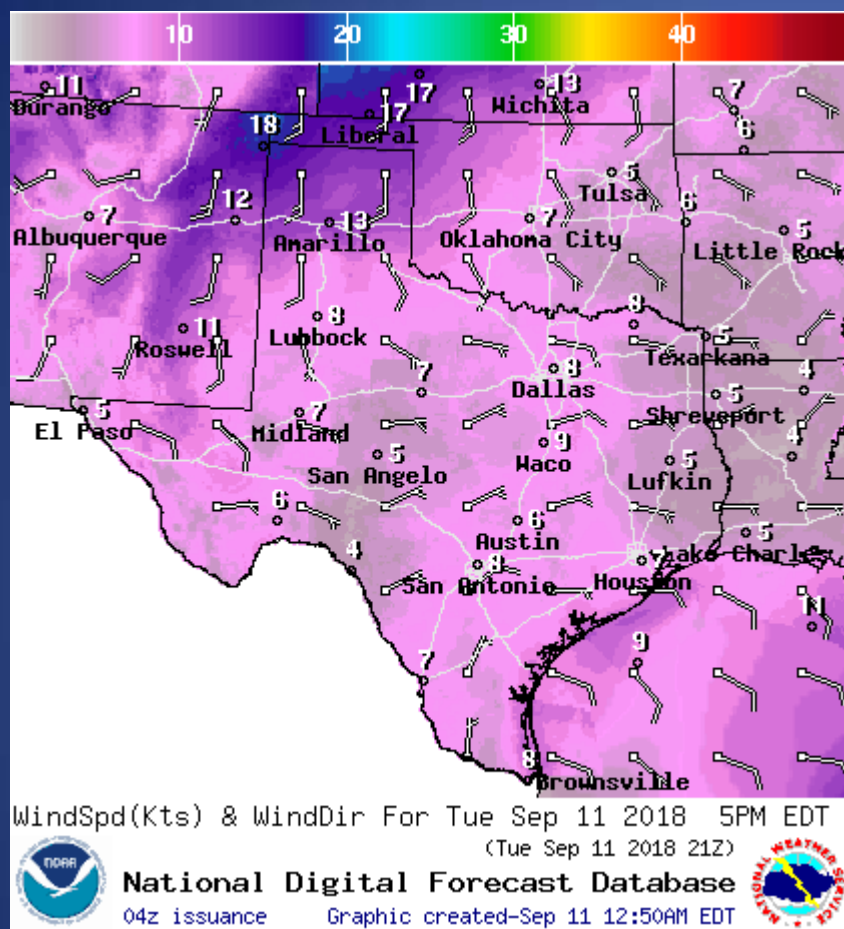 10 20 30 40
11 17 13 7
Durango Wichita
17
18 Liberal 6
5
Tulsa
12 13 7 6 5
7
Albuquerque Amarillo Oklahoma City Little Rock
8 8
11
Roswell Lubbock 5
Texarkana
8
7 Dallas 5 4
5 7 Shreveport
El Paso Midland
9 4
5 Waco 5
San Angelo Lufkin
6 6 5
Austin
4 8 7 Lake Charles
San Antonio Houston
11
9
7
8
Brownsville
WindSpd(Kts) & WindDir For Tue Sep 11 2018 5PM EDT
(Tue Sep 11 2018 21Z)
NOAA
National Digital Forecast Database
04z issuance Graphic created-Sep 11 12:50AM EDT
NATIONAL WEATHER SERVICE